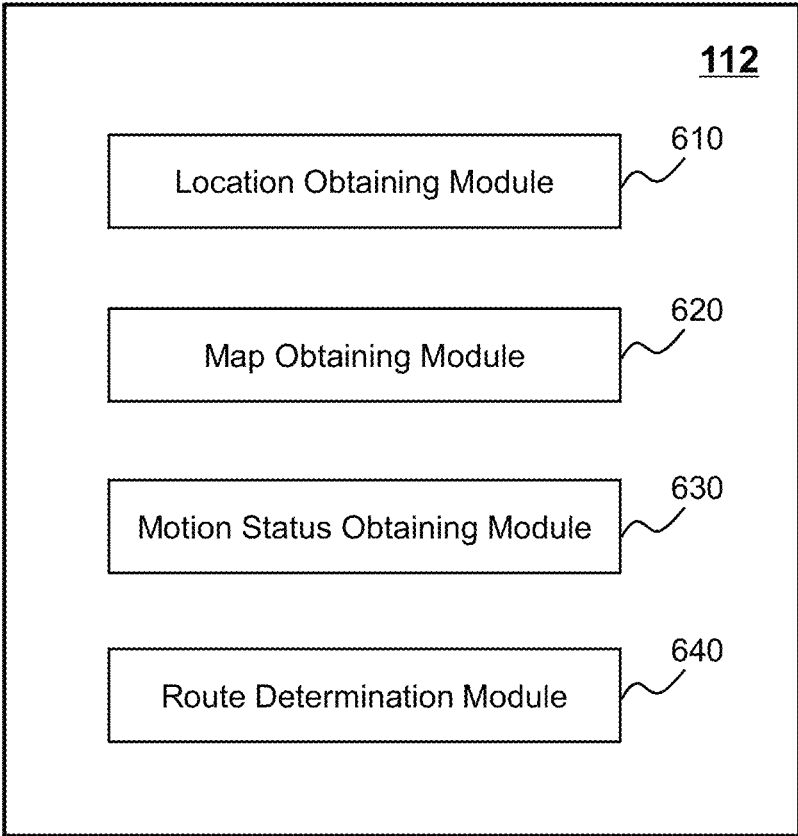 112
610
Location Obtaining Module
620
Map Obtaining Module
630
Motion Status Obtaining Module
640
Route Determination Module